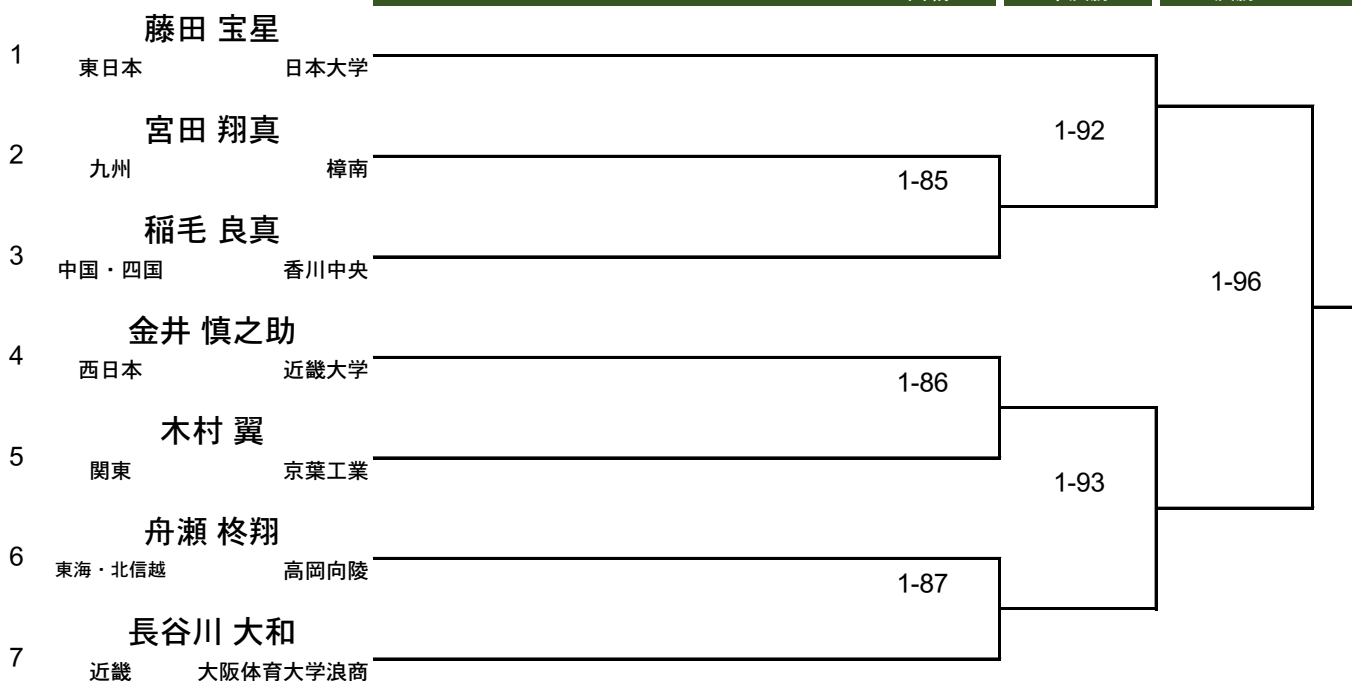 藤田 宝星
1
東日本 日本大学
1-92
宮田 翔真
2
九州 樟南
1-85
稲毛 良真
3
中国・四国 香川中央
1-96
金井 慎之助
4
西日本 近畿大学
1-86
木村 翼
5
関東 京葉工業
1-93
舟瀬 柊翔
6
東海・北信越 高岡向陵
1-87
長谷川 大和
7
近畿 大阪体育大学浪商